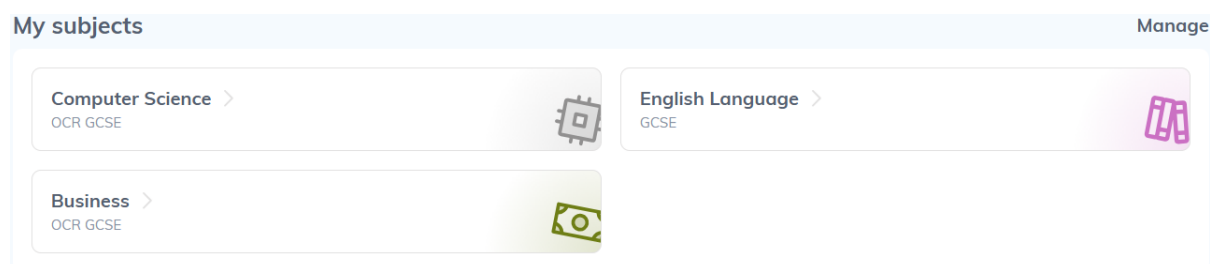 My subjects
Manage
Computer Science
OCR GCSE
English Language
GCSE
Business
OCR GCSE